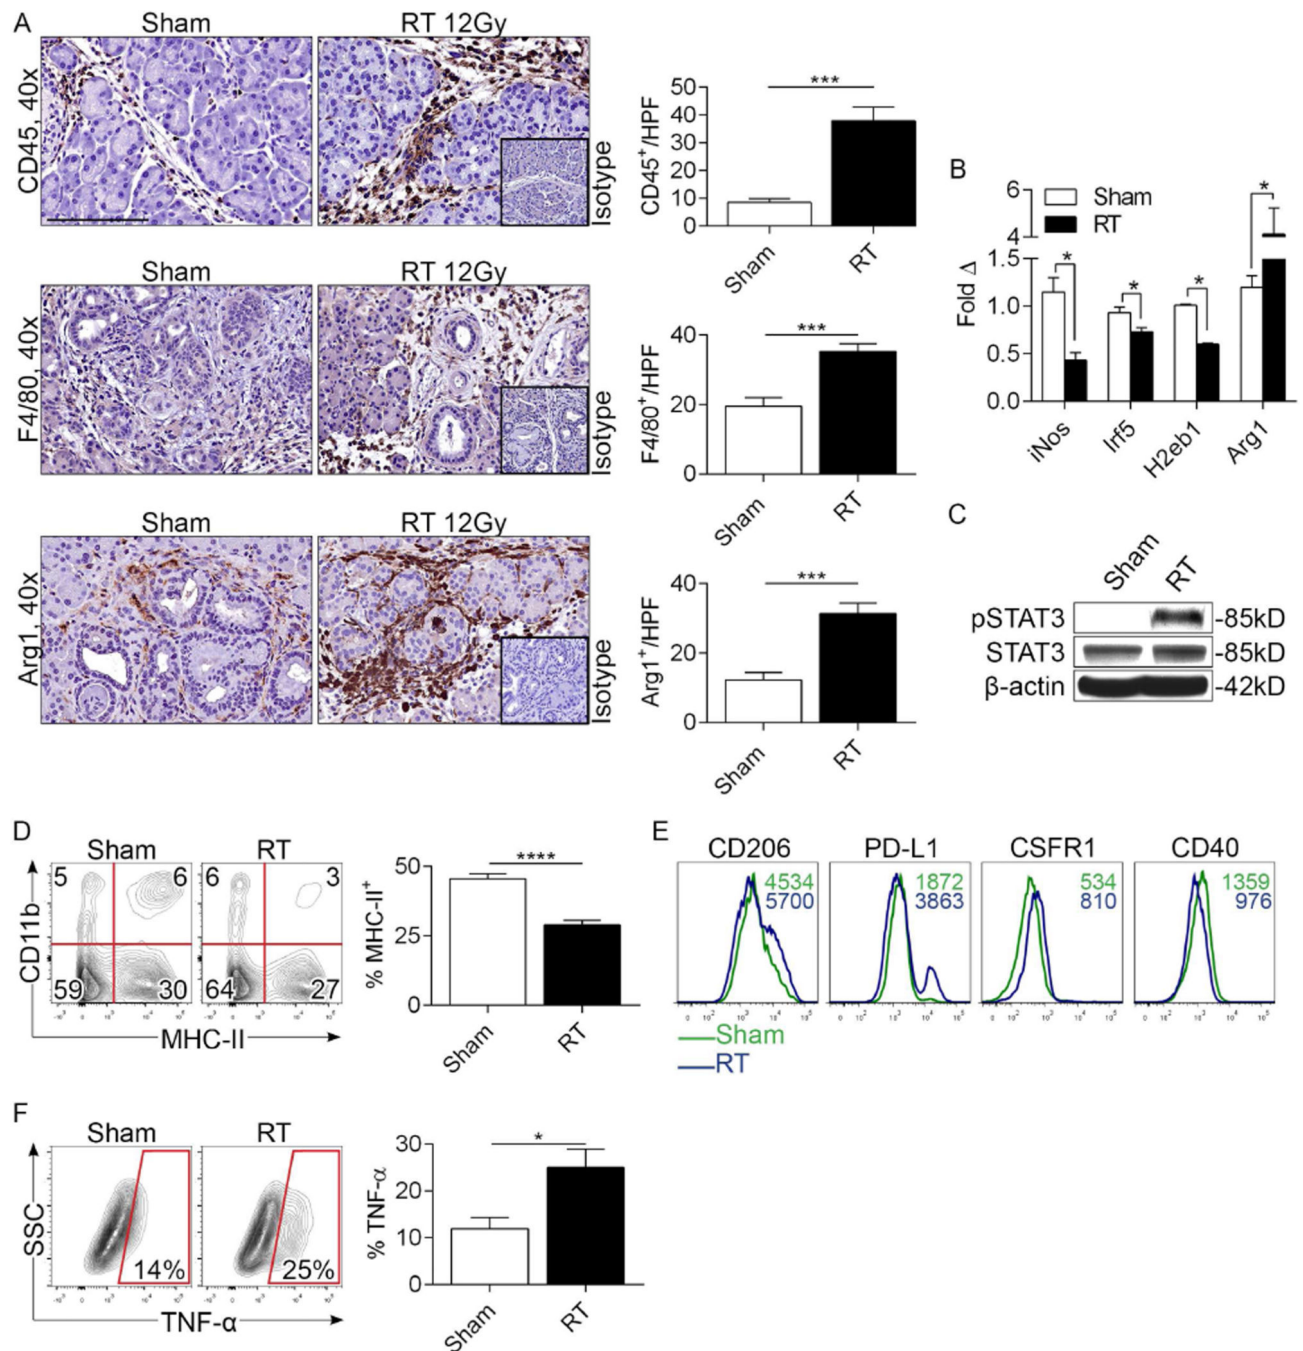 A
Sham
RT 12Gy
CD45, 40x
Isotype
50
40
30
20
10
0
CD45+/HPF
***
Sham
RT
Sham
RT 12Gy
F4/80, 40x
Isotype
40
20
0
F4/80+/HPF
***
Sham
RT
Sham
RT 12Gy
Arg1, 40x
Isotype
40
20
0
Arg1+/HPF
***
Sham
RT
B
Sham
RT
6
4
1.5
1.0
0.5
0.0
Fold Δ
* * * *
iNos
Irf5
H2eb1
Arg1
C
Sham
RT
pSTAT3 -85kD
STAT3 -85kD
β-actin -42kD
D
Sham
RT
5 6
59 30
6 3
64 27
CD11b
MHC-II
50
25
0
% MHC-II+
****
Sham
RT
E
CD206
4534
5700
PD-L1
1872
3863
CSFR1
534
810
CD40
1359
976
Sham
RT
F
Sham
RT
14%
25%
SSC
TNF-α
30
20
10
0
% TNF-α
*
Sham
RT